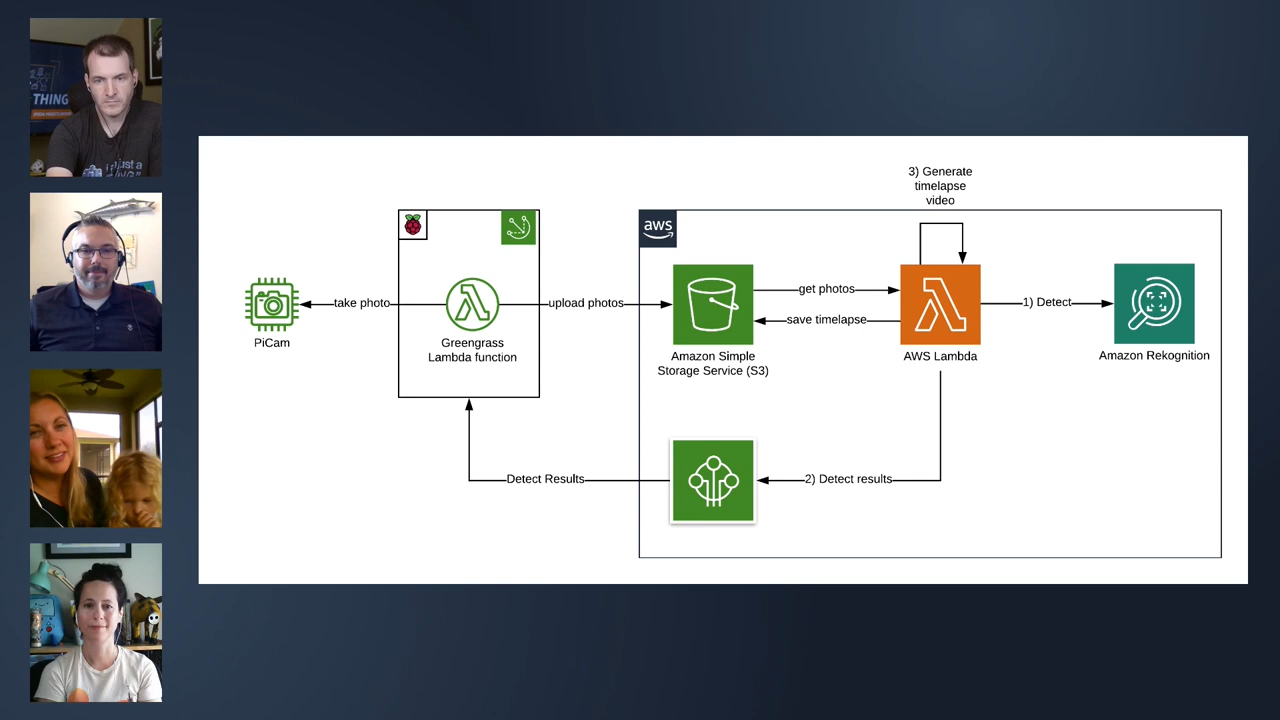 THING
just a
3) Generate
timelapse
video
aws
take photo
upload photos
get photos
1) Detect
save timelapse
PiCam
Greengrass
Lambda function
Amazon Simple
Storage Service (S3)
AWS Lambda
Amazon Rekognition
Detect Results
2) Detect results